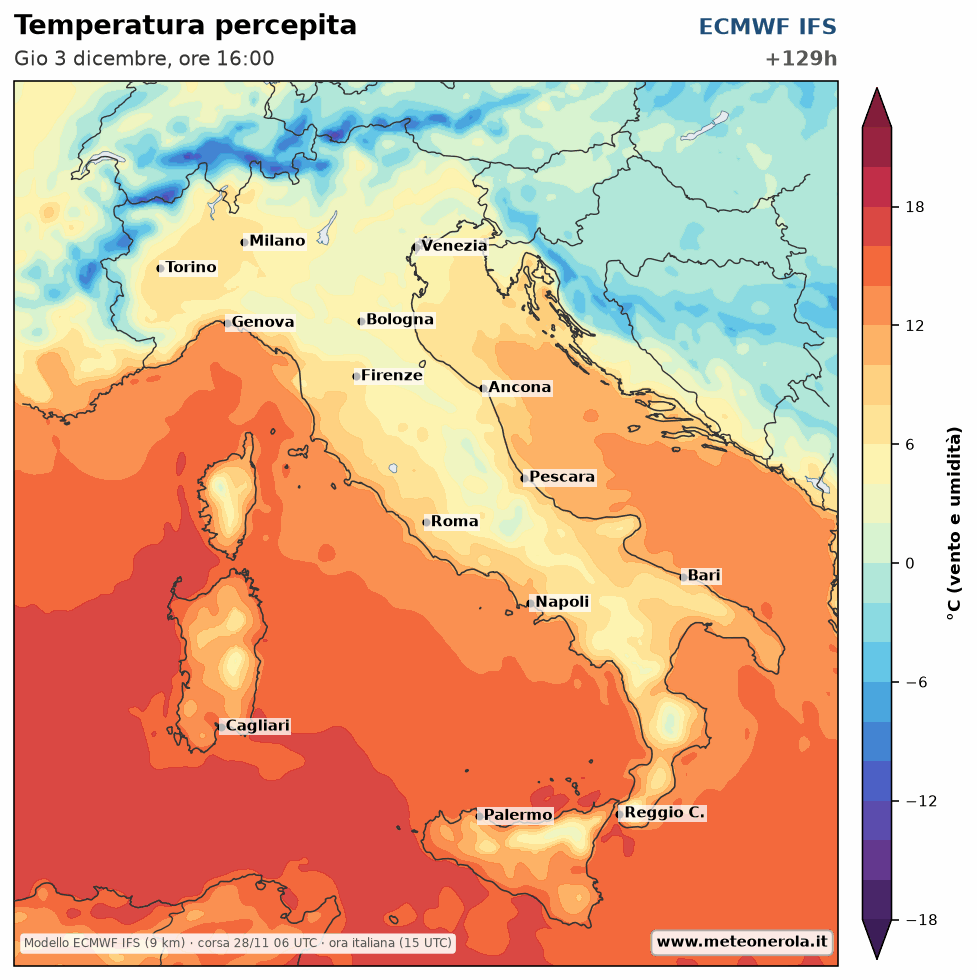 Temperatura percepita
ECMWF IFS
Gio 3 dicembre, ore 16:00
+129h
Milano
Venezia
Torino
Genova
Bologna
Firenze
Ancona
Pescara
Roma
Bari
Napoli
Cagliari
Palermo
Reggio C.
18
12
6
0
−6
−12
−18
°C (vento e umidità)
Modello ECMWF IFS (9 km) · corsa 28/11 06 UTC · ora italiana (15 UTC)
www.meteonerola.it